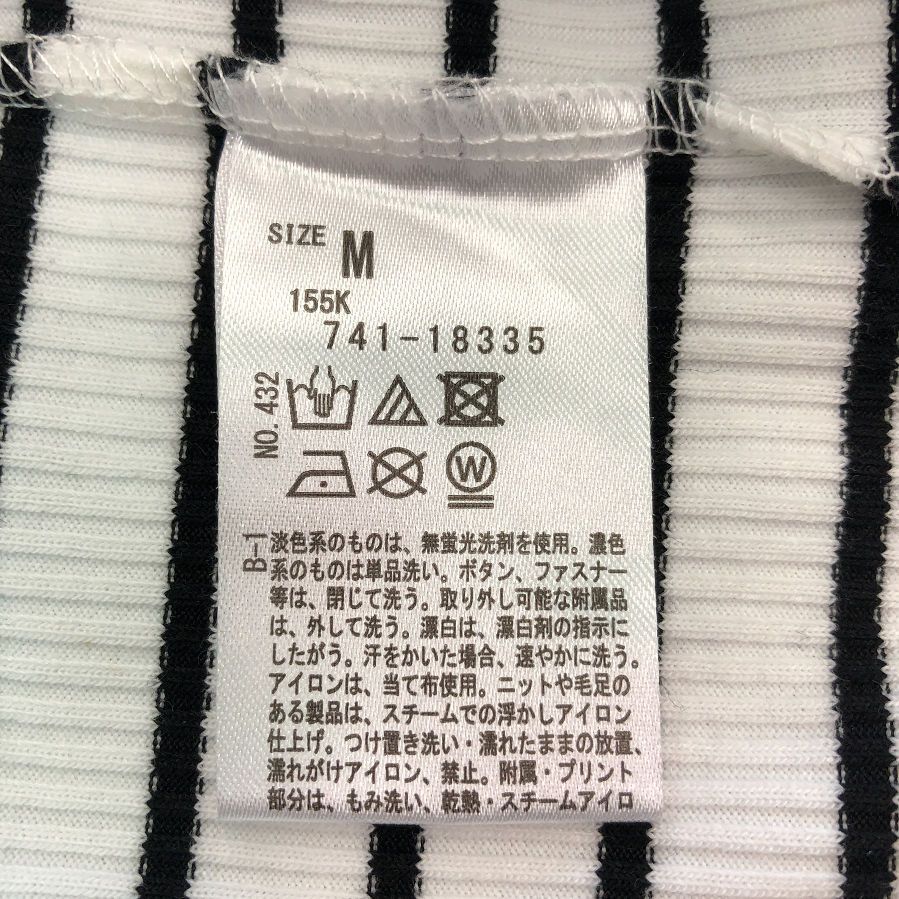 SIZE M
155K
741-18335
NO. 432
W
B-1
淡色系のものは、無蛍光洗剤を使用。濃色
系のものは単品洗い。ボタン、ファスナー
等は、閉じて洗う。取り外し可能な附属品
は、外して洗う。漂白は、漂白剤の指示に
したがう。汗をかいた場合、速やかに洗う。
アイロンは、当て布使用。ニットや毛足の
ある製品は、スチームでの浮かしアイロン
仕上げ。つけ置き洗い・濡れたままの放置、
濡れがけアイロン、禁止。附属・プリント
部分は、もみ洗い、乾熱・スチームアイロ